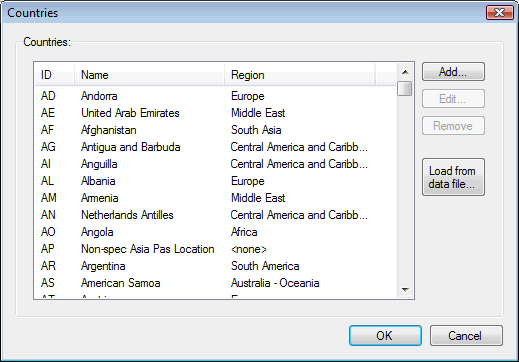 Countries
Countries:
ID Name Region
AD Andorra Europe
AE United Arab Emirates Middle East
AF Afghanistan South Asia
AG Antigua and Barbuda Central America and Caribb...
AI Anguilla Central America and Caribb...
AL Albania Europe
AM Armenia Middle East
AN Netherlands Antilles Central America and Caribb...
AO Angola Africa
AP Non-spec Asia Pas Location <none>
AR Argentina South America
AS American Samoa Australia - Oceania
Add...
Edit...
Remove
Load from
data file...
OK Cancel